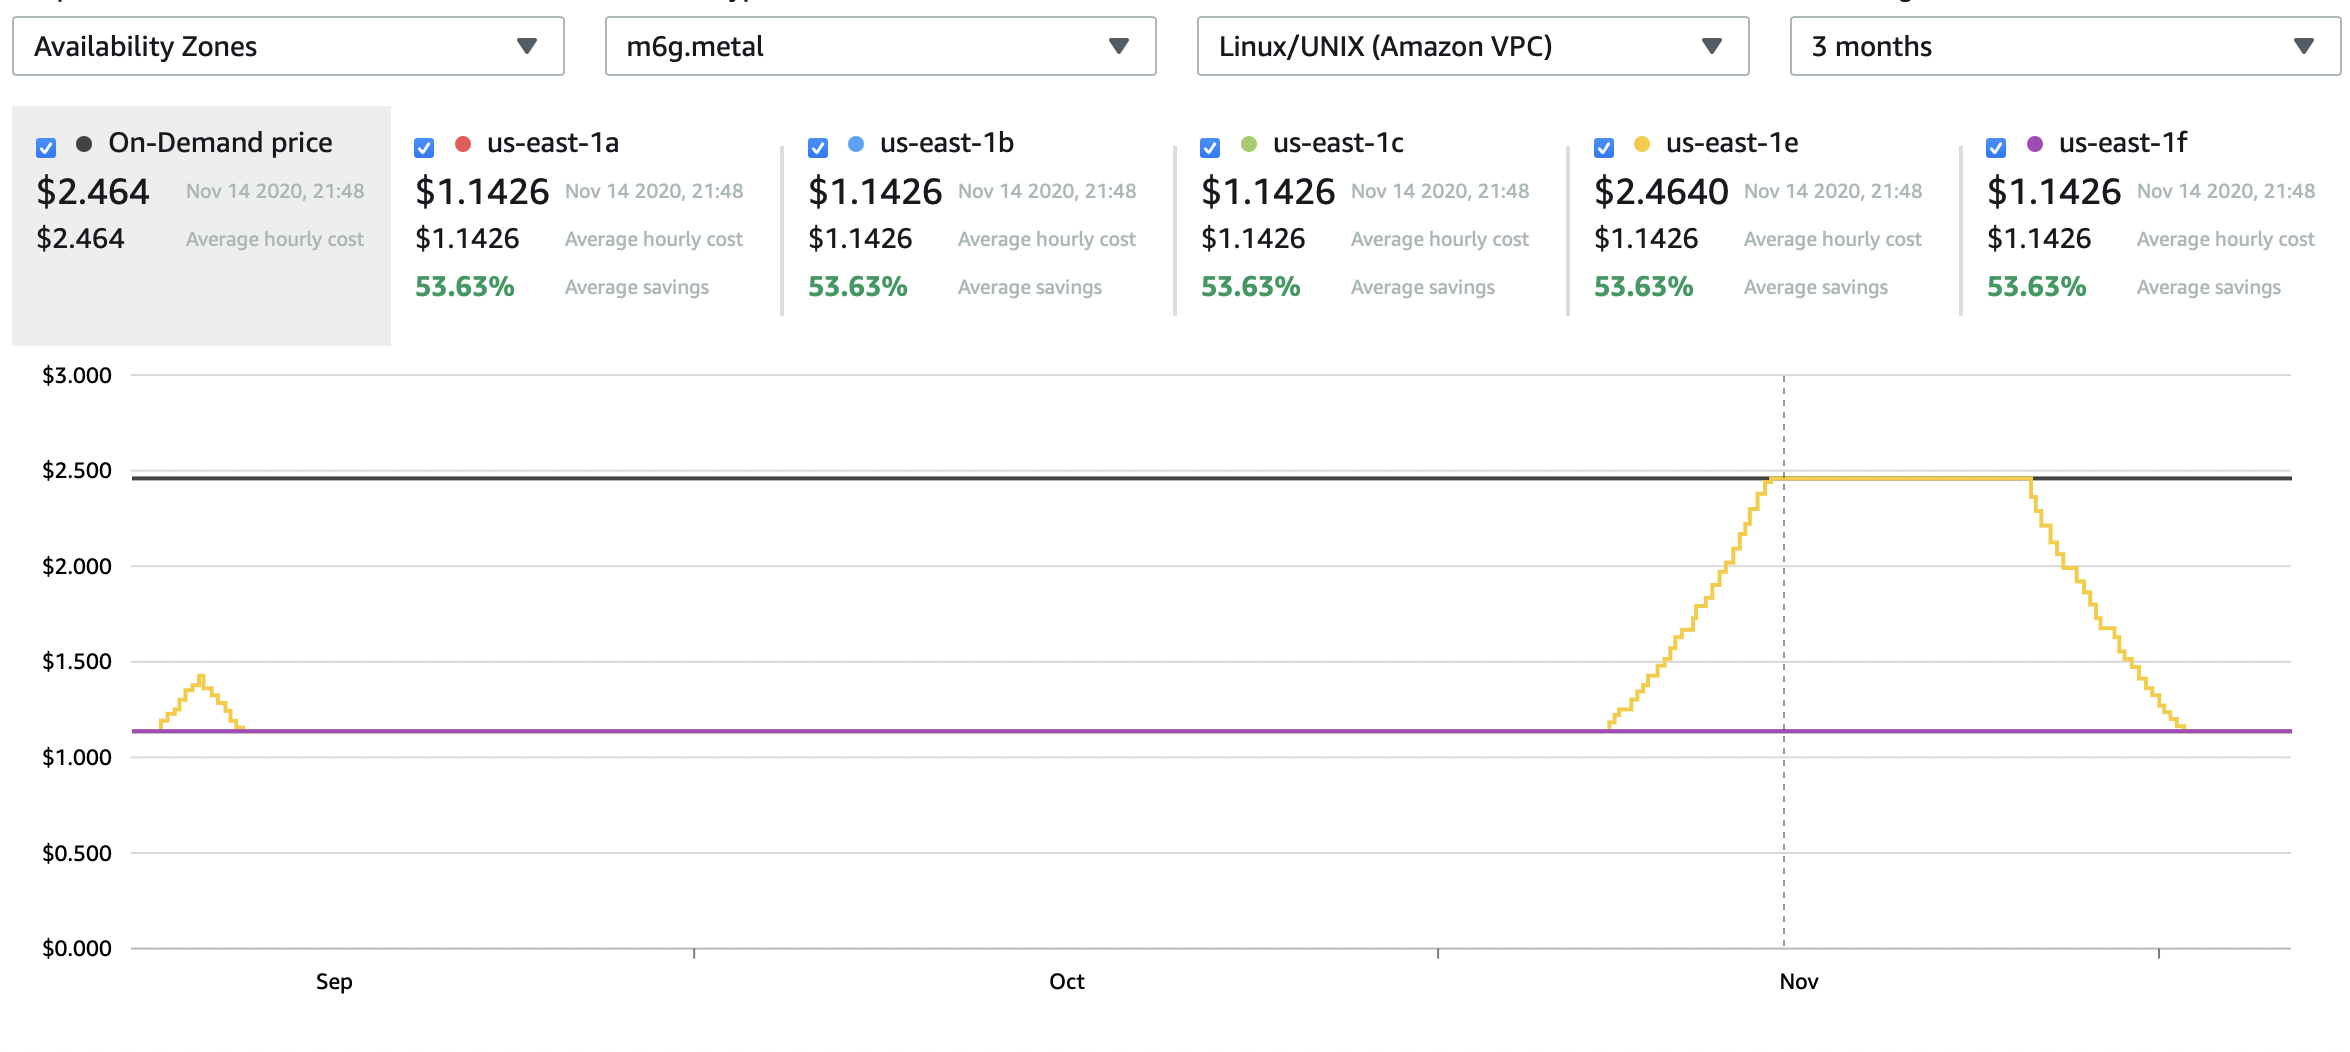 Availability Zones
m6g.metal
Linux/UNIX (Amazon VPC)
3 months
On-Demand price
$2.464 Nov 14 2020, 21:48
$2.464 Average hourly cost
us-east-1a
$1.1426 Nov 14 2020, 21:48
$1.1426 Average hourly cost
53.63% Average savings
us-east-1b
$1.1426 Nov 14 2020, 21:48
$1.1426 Average hourly cost
53.63% Average savings
us-east-1c
$1.1426 Nov 14 2020, 21:48
$1.1426 Average hourly cost
53.63% Average savings
us-east-1e
$2.4640 Nov 14 2020, 21:48
$1.1426 Average hourly cost
53.63% Average savings
us-east-1f
$1.1426 Nov 14 2020, 21:48
$1.1426 Average hourly cost
53.63% Average savings
$3.000
$2.500
$2.000
$1.500
$1.000
$0.500
$0.000
Sep
Oct
Nov